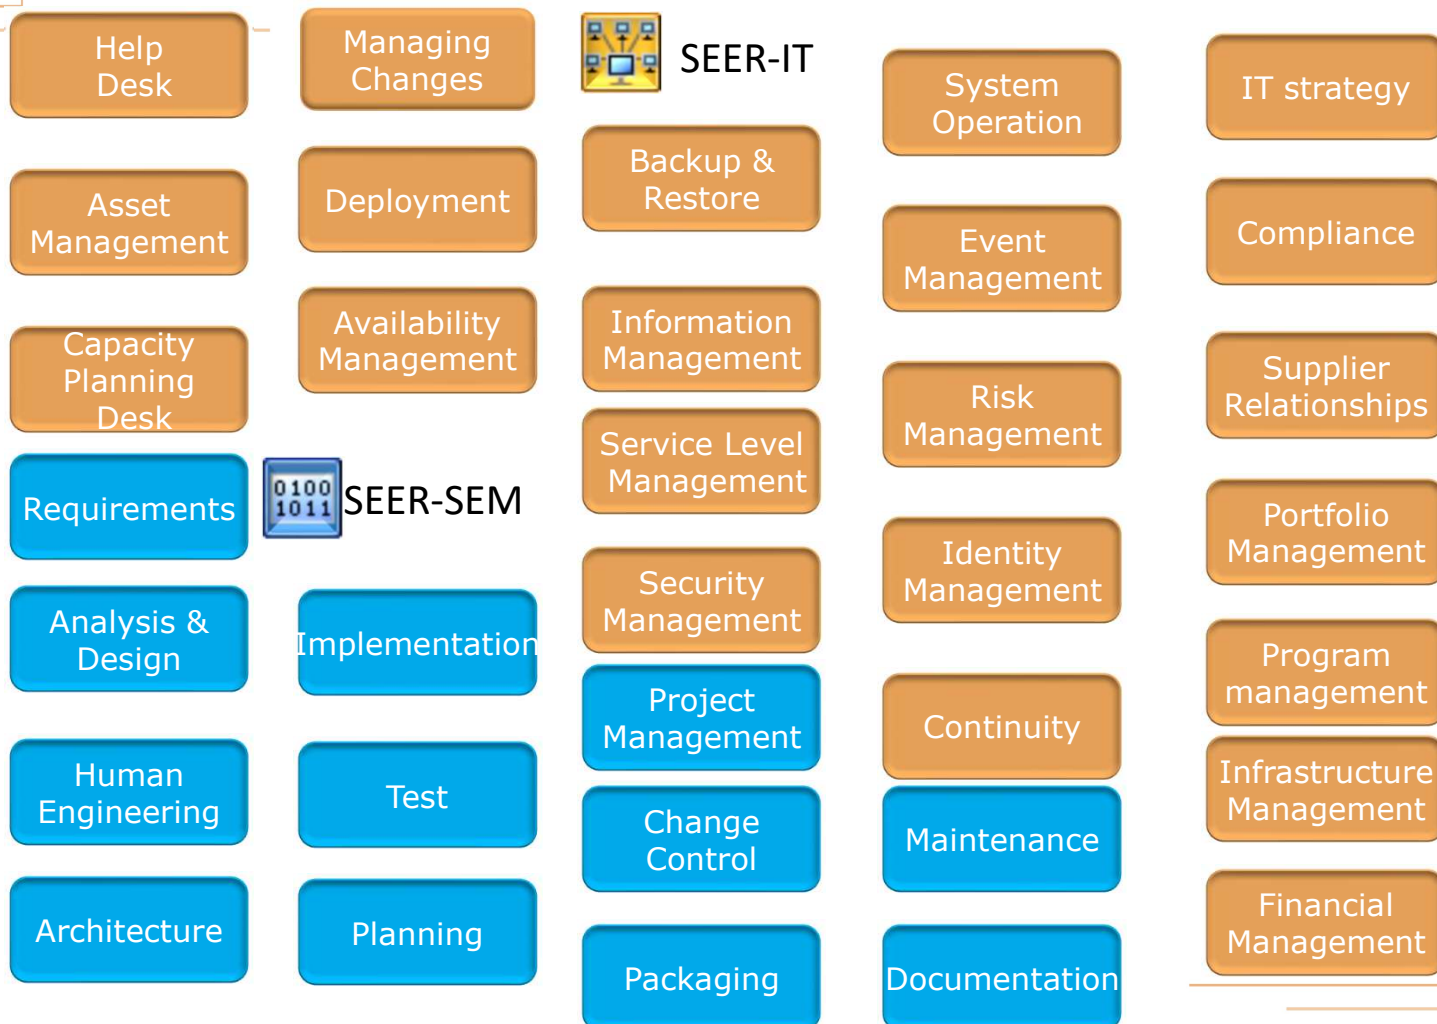 Help
Desk
Managing
Changes
SEER-IT
System
Operation
IT strategy
Backup &
Restore
Asset
Management
Deployment
Event
Management
Compliance
Capacity
Planning
Desk
Availability
Management
Information
Management
Risk
Management
Supplier
Relationships
Service Level
Management
Requirements
0100
1011
SEER-SEM
Identity
Management
Portfolio
Management
Security
Management
Analysis &
Design
Implementation
Project
Management
Continuity
Program
management
Human
Engineering
Test
Change
Control
Maintenance
Infrastructure
Management
Architecture
Planning
Packaging
Documentation
Financial
Management